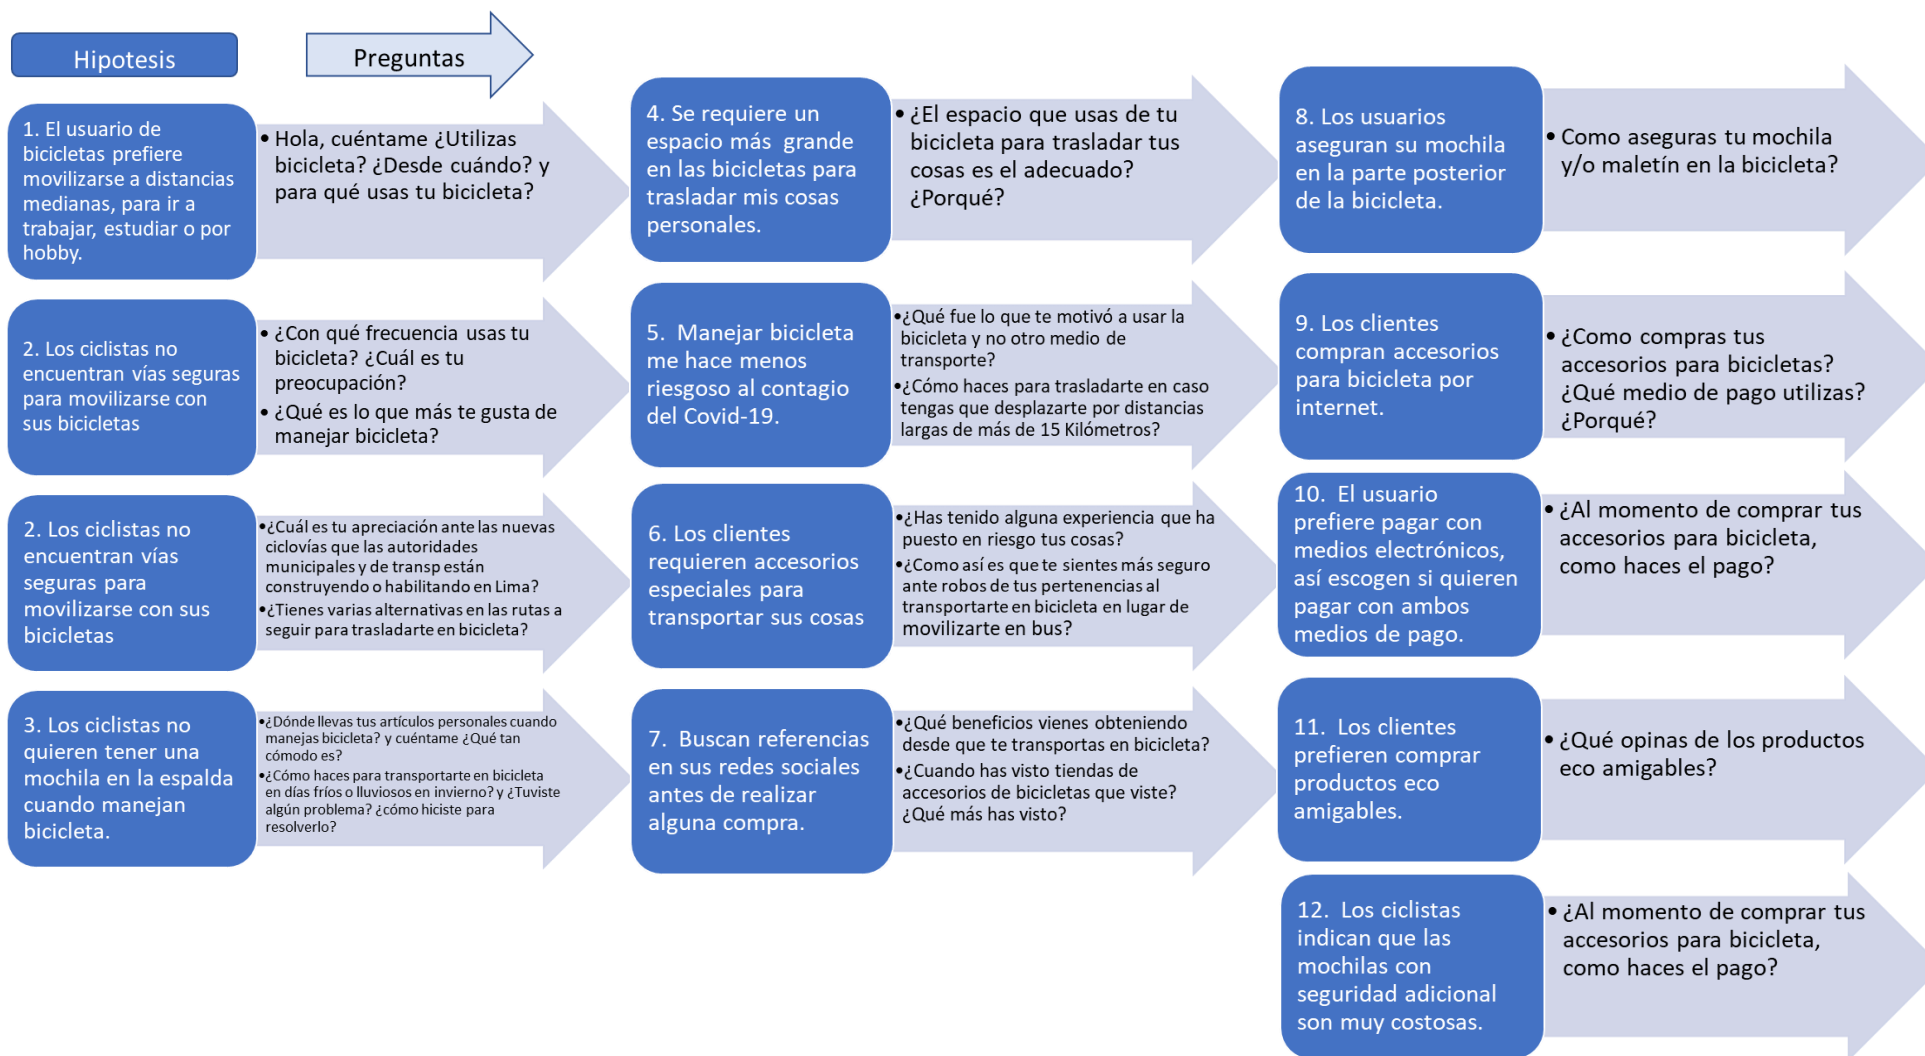 Hipotesis
Preguntas
1. El usuario de
bicicletas prefiere
movilizarse a distancias
medianas, para ir a
trabajar, estudiar o por
hobby.
• Hola, cuéntame ¿Utilizas
bicicleta? ¿Desde cuándo? y
para qué usas tu bicicleta?
2. Los ciclistas no
encuentran vías seguras
para movilizarse con
sus bicicletas
• ¿Con qué frecuencia usas tu
bicicleta? ¿Cuál es tu
preocupación?
• ¿Qué es lo que más te gusta de
manejar bicicleta?
2. Los ciclistas no
encuentran vías
seguras para
movilizarse con sus
bicicletas
•¿Cuál es tu apreciación ante las nuevas
ciclovías que las autoridades
municipales y de transp están
construyendo o habilitando en Lima?
•¿Tienes varias alternativas en las rutas a
seguir para trasladarte en bicicleta?
3. Los ciclistas no
quieren tener una
mochila en la espalda
cuando manejan
bicicleta.
•¿Dónde llevas tus artículos personales cuando
manejas bicicleta? y cuéntame ¿Qué tan
cómodo es?
•¿Cómo haces para transportarte en bicicleta
en días fríos o lluviosos en invierno? y ¿Tuviste
algún problema? ¿cómo hiciste para
resolverlo?
4. Se requiere un
espacio más grande
en las bicicletas para
trasladar mis cosas
personales.
• ¿El espacio que usas de tu
bicicleta para trasladar tus
cosas es el adecuado?
¿Porqué?
5. Manejar bicicleta
me hace menos
riesgoso al contagio
del Covid-19.
•¿Qué fue lo que te motivó a usar la
bicicleta y no otro medio de
transporte?
•¿Cómo haces para trasladarte en caso
tengas que desplazarte por distancias
largas de más de 15 Kilómetros?
6. Los clientes
requieren accesorios
especiales para
transportar sus cosas
•¿Has tenido alguna experiencia que ha
puesto en riesgo tus cosas?
•¿Como así es que te sientes más seguro
ante robos de tus pertenencias al
transportarte en bicicleta en lugar de
movilizarte en bus?
7. Buscan referencias
en sus redes sociales
antes de realizar
alguna compra.
•¿Qué beneficios vienes obteniendo
desde que te transportas en bicicleta?
•¿Cuando has visto tiendas de
accesorios de bicicletas que viste?
¿Qué más has visto?
8. Los usuarios
aseguran su mochila
en la parte posterior
de la bicicleta.
• Como aseguras tu mochila
y/o maletín en la bicicleta?
9. Los clientes
compran accesorios
para bicicleta por
internet.
• ¿Como compras tus
accesorios para bicicletas?
¿Qué medio de pago utilizas?
¿Porqué?
10. El usuario
prefiere pagar con
medios electrónicos,
así escogen si quieren
pagar con ambos
medios de pago.
• ¿Al momento de comprar tus
accesorios para bicicleta,
como haces el pago?
11. Los clientes
prefieren comprar
productos eco
amigables.
• ¿Qué opinas de los productos
eco amigables?
12. Los ciclistas
indican que las
mochilas con
seguridad adicional
son muy costosas.
• ¿Al momento de comprar tus
accesorios para bicicleta,
como haces el pago?